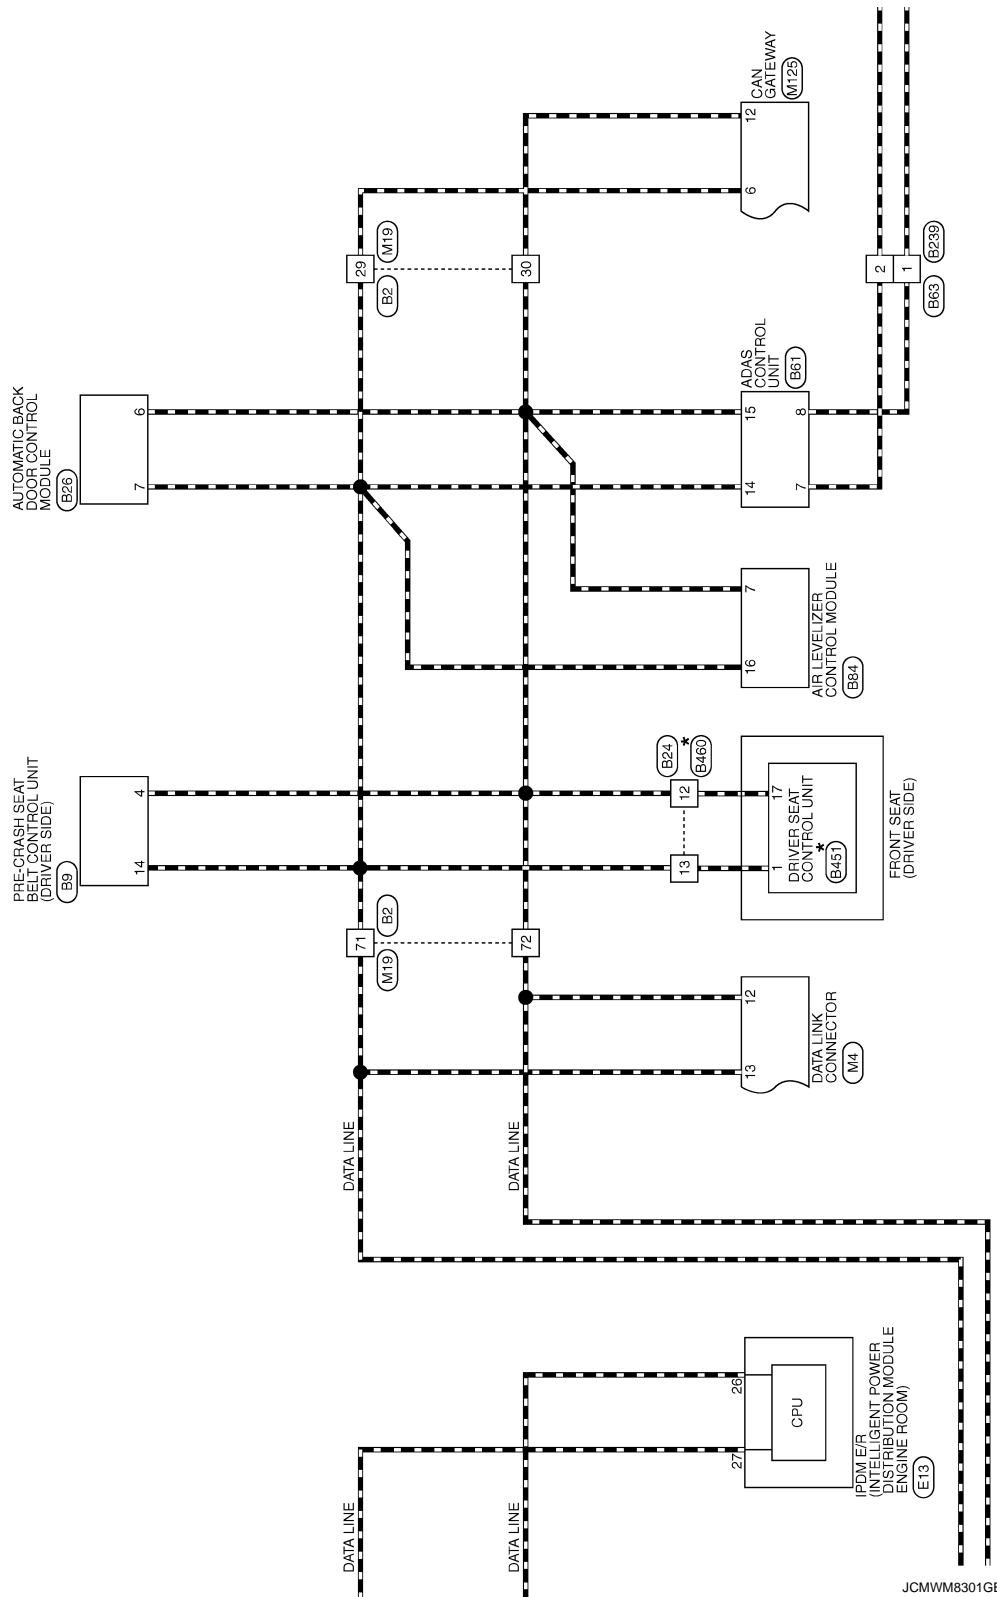 AUTOMATIC BACK
DOOR CONTROL
MODULE
B26
7
6
PRE-CRASH SEAT
BELT CONTROL UNIT
(DRIVER SIDE)
B9
14
4
DATA LINE
DATA LINE
71
M19
B2
72
29
B2
M19
30
DATA LINE
DATA LINE
27
26
CPU
IPDM E/R
(INTELLIGENT POWER
DISTRIBUTION MODULE
ENGINE ROOM)
E13
13
12
DATA LINK
CONNECTOR
M4
13
12
B24
*
B460
1
17
DRIVER SEAT
CONTROL UNIT
*
B451
FRONT SEAT
(DRIVER SIDE)
16
7
AIR LEVELIZER
CONTROL MODULE
B84
14
15
7
8
ADAS
CONTROL
UNIT
B61
2
1
B63
B239
6
12
CAN
GATEWAY
M125
JCMWM8301GE